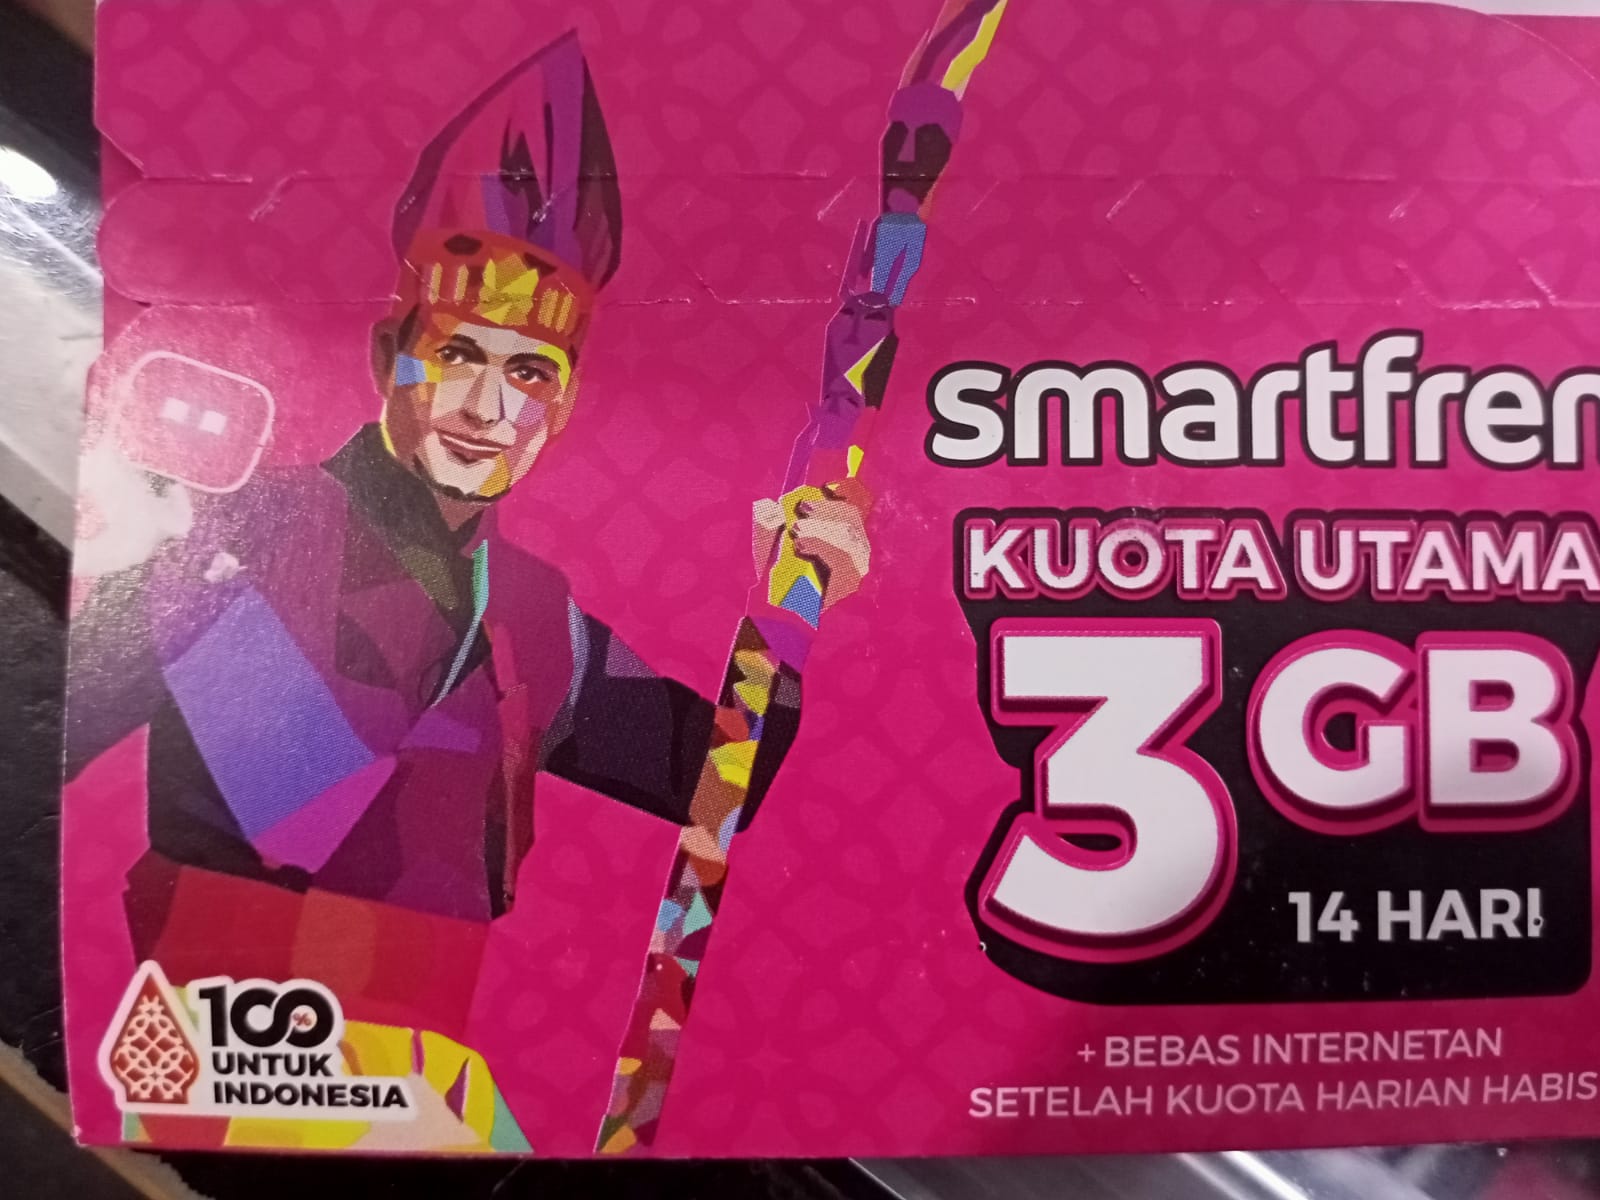 smartfren
KUOTA UTAMA
3 GB
14 HARI
+ BEBAS INTERNETAN
SETELAH KUOTA HARIAN HABIS
100%
UNTUK
INDONESIA